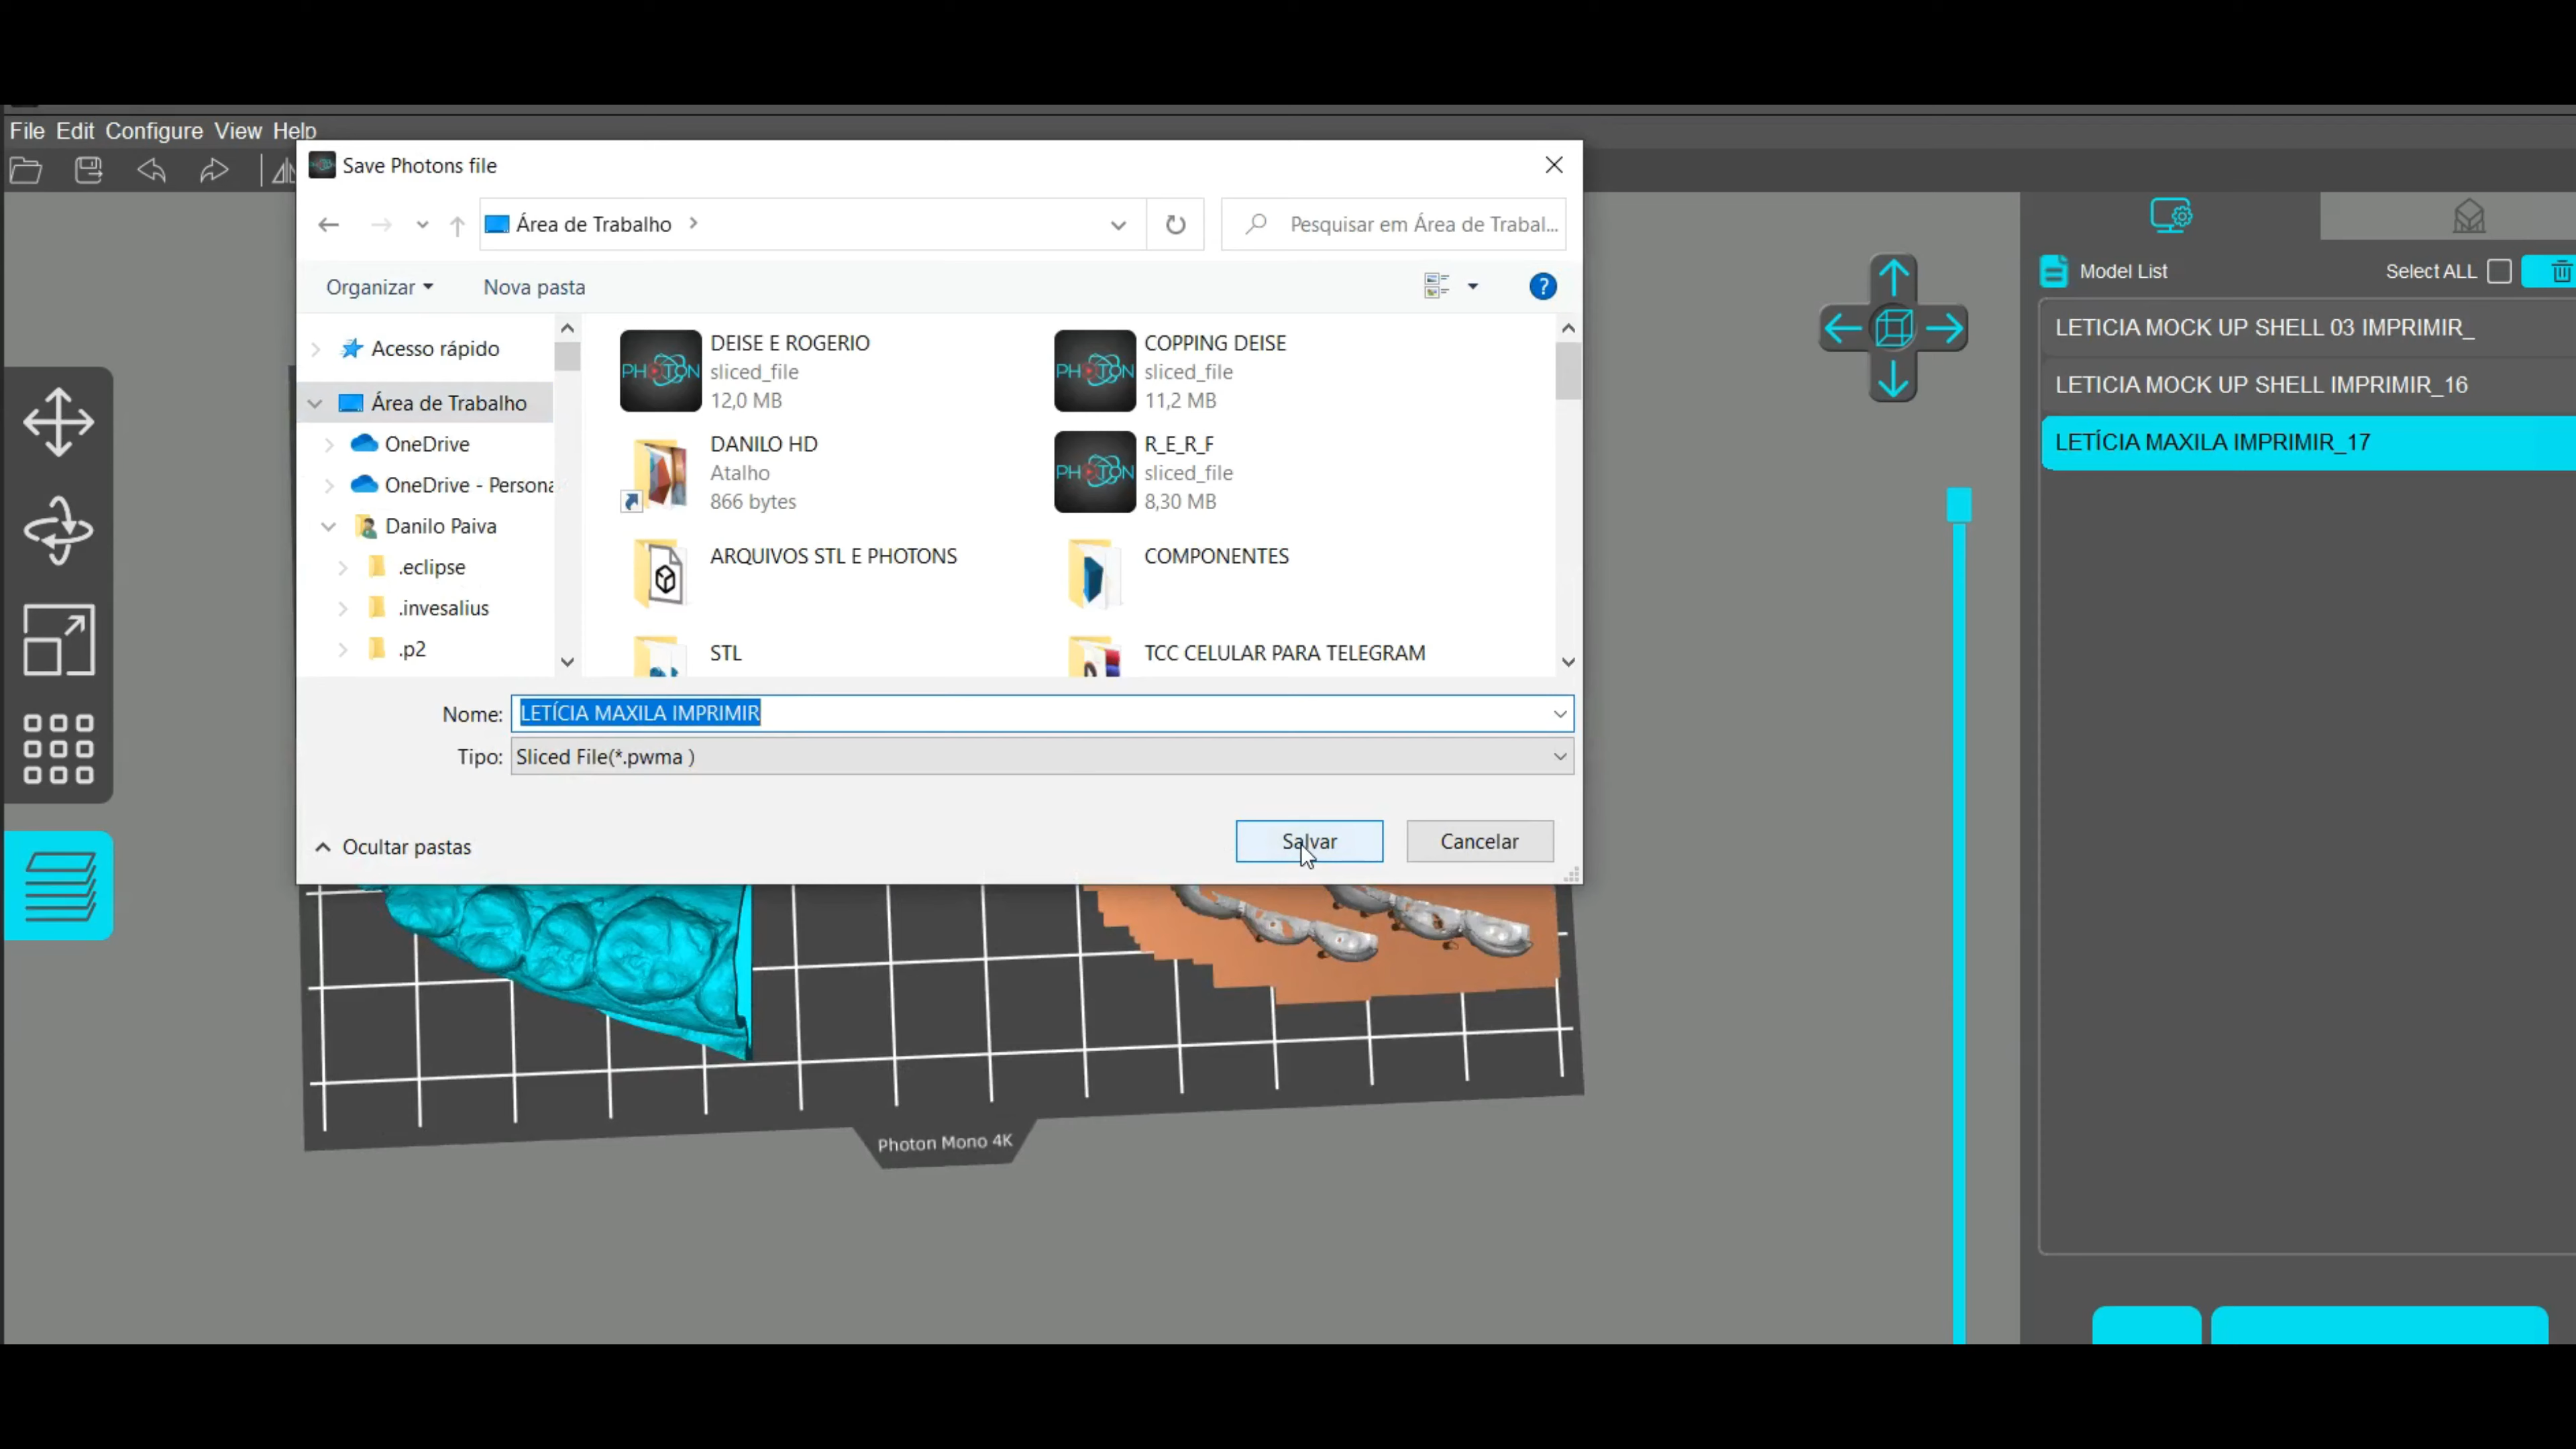 File Edit Configure View Help
Save Photons file
Área de Trabalho
Pesquisar em Área de Trabal...
Organizar
Nova pasta
Acesso rápido
Área de Trabalho
OneDrive
OneDrive - Persona
Danilo Paiva
.eclipse
.invesalius
.p2
PHOTON
DEISE E ROGERIO
sliced_file
12,0 MB
PHOTON
COPPING DEISE
sliced_file
11,2 MB
DANILO HD
Atalho
866 bytes
PHOTON
R_E_R_F
sliced_file
8,30 MB
ARQUIVOS STL E PHOTONS
COMPONENTES
STL
TCC CELULAR PARA TELEGRAM
Nome: LETÍCIA MAXILA IMPRIMIR
Tipo: Sliced File(*.pwma )
Ocultar pastas
Salvar
Cancelar
Model List
Select ALL
LETICIA MOCK UP SHELL 03 IMPRIMIR_
LETICIA MOCK UP SHELL IMPRIMIR_16
LETÍCIA MAXILA IMPRIMIR_17
Photon Mono 4K